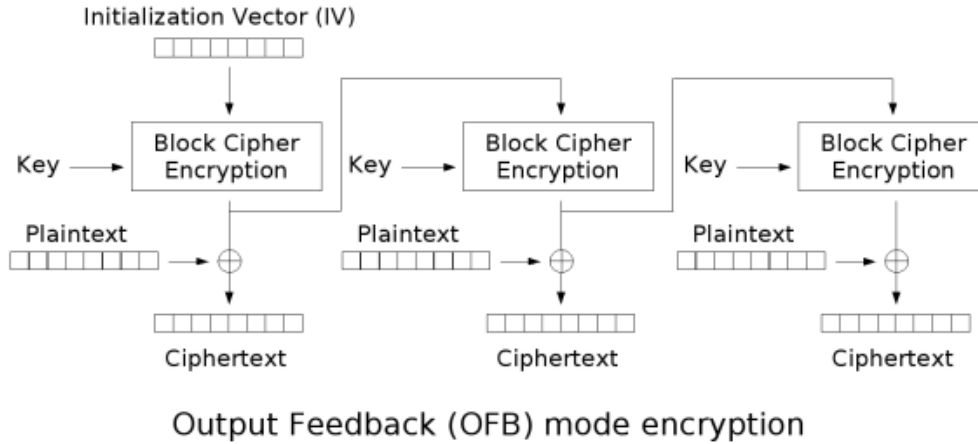 Initialization Vector (IV)
Block Cipher
Encryption
Block Cipher
Encryption
Block Cipher
Encryption
Key
Key
Key
Plaintext
Plaintext
Plaintext
Ciphertext
Ciphertext
Ciphertext
Output Feedback (OFB) mode encryption